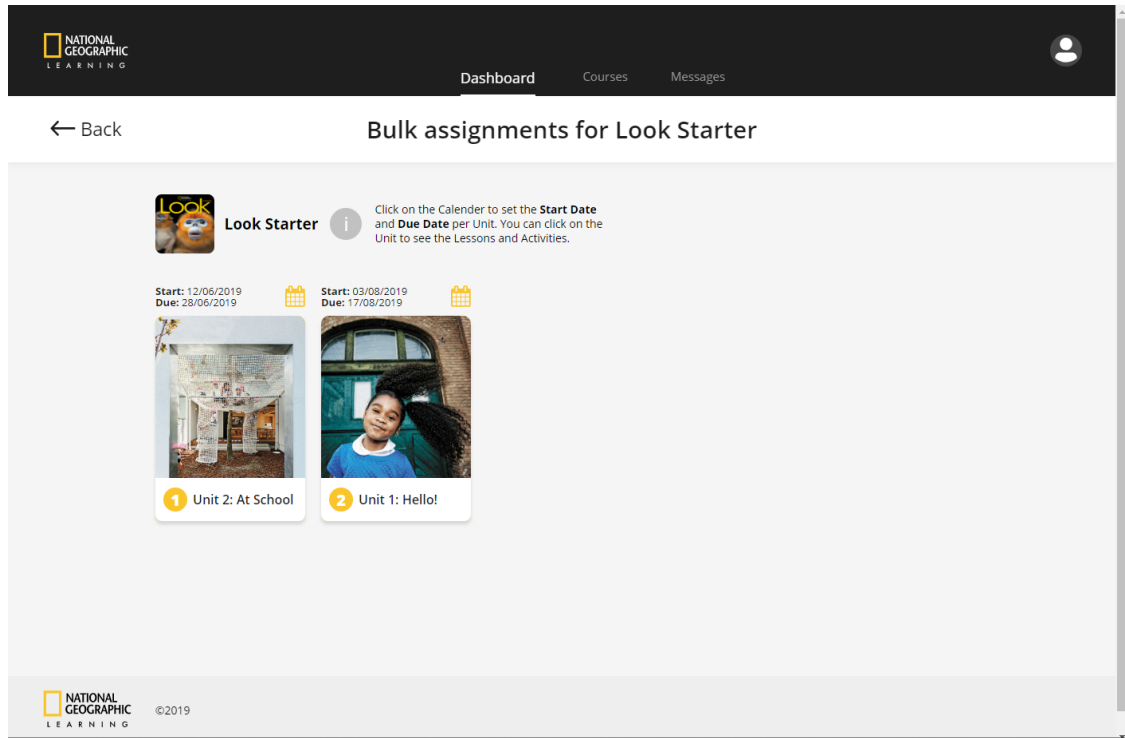 NATIONAL
GEOGRAPHIC
LEARNING
Dashboard Courses Messages
Back
Bulk assignments for Look Starter
Look
Look Starter
i
Click on the Calender to set the Start Date
and Due Date per Unit. You can click on the
Unit to see the Lessons and Activities.
Start: 12/06/2019
Due: 28/06/2019
Start: 03/08/2019
Due: 17/08/2019
1 Unit 2: At School
2 Unit 1: Hello!
NATIONAL
GEOGRAPHIC
LEARNING
©2019